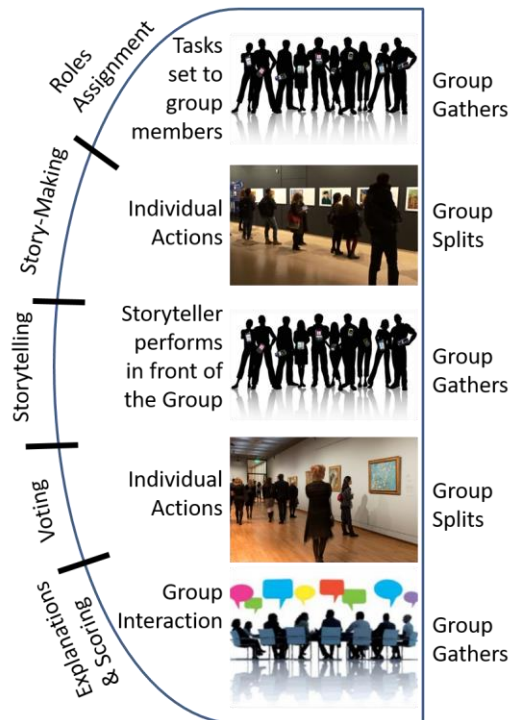 Roles
Assignment
Tasks
set to
group
members
Group
Gathers
Story-Making
Individual
Actions
Group
Splits
Storytelling
Storyteller
performs
in front of
the Group
Group
Gathers
Voting
Individual
Actions
Group
Splits
Explanations
& Scoring
Group
Interaction
Group
Gathers